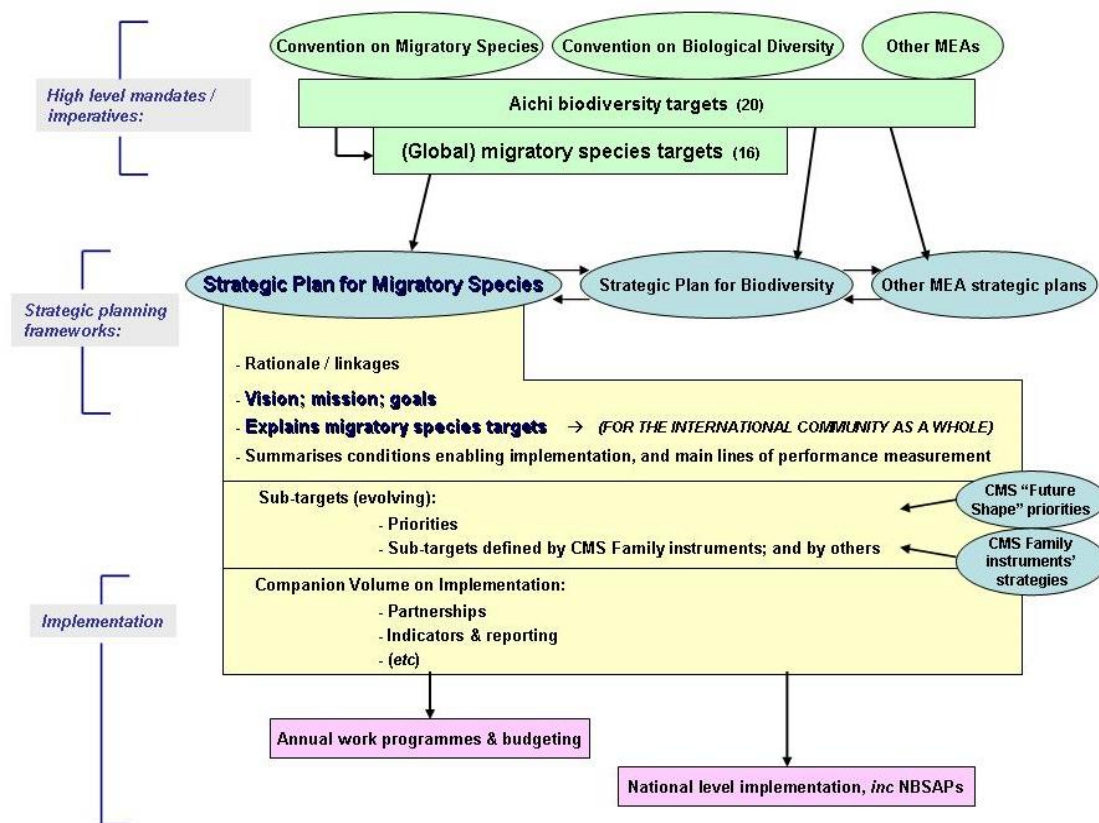 Convention on Migratory Species
Convention on Biological Diversity
Other MEAs
High level mandates /
imperatives:
Aichi biodiversity targets (20)
(Global) migratory species targets (16)
Strategic planning
frameworks:
Strategic Plan for Migratory Species
Strategic Plan for Biodiversity
Other MEA strategic plans
- Rationale / linkages
- Vision; mission; goals
- Explains migratory species targets → (FOR THE INTERNATIONAL COMMUNITY AS A WHOLE)
- Summarises conditions enabling implementation, and main lines of performance measurement
Sub-targets (evolving):
- Priorities
- Sub-targets defined by CMS Family instruments; and by others
CMS “Future
Shape” priorities
CMS Family
instruments’
strategies
Implementation
Companion Volume on Implementation:
- Partnerships
- Indicators & reporting
- (etc)
Annual work programmes & budgeting
National level implementation, inc NBSAPs